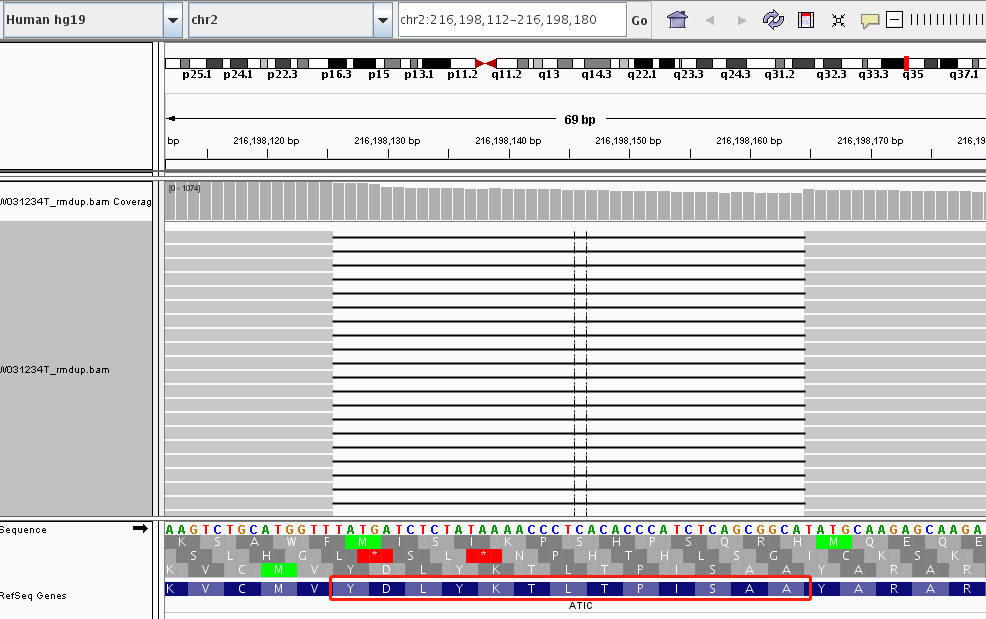 Human hg19 chr2 chr2:216,198,112-216,198,180 Go
p25.1 p24.1 p22.3 p16.3 p15 p13.1 p11.2 q11.2 q13 q14.3 q22.1 q23.3 q24.3 q31.2 q32.3 q33.3 q35 q37.1
69 bp
bp 216,198,120 bp 216,198,130 bp 216,198,140 bp 216,198,150 bp 216,198,160 bp 216,198,170 bp 216,19
[0 - 1074]
W031234T_rmdup.bam Coverag
W031234T_rmdup.bam
Sequence
AAGTCTGCATGGTTTATGATCTCTATAAAACCCTCACACCCATCTCAGCGGCATATGCAAGAGCAAGA
K S A W F M I S I K P S H P S Q R H M Q E Q E
S L H G L * S L * N P H T H L S G I C K S K
K V C M V Y D L Y K T L T P I S A A Y A R A R
RefSeq Genes
K V C M V Y D L Y K T L T P I S A A Y A R A R
ATIC